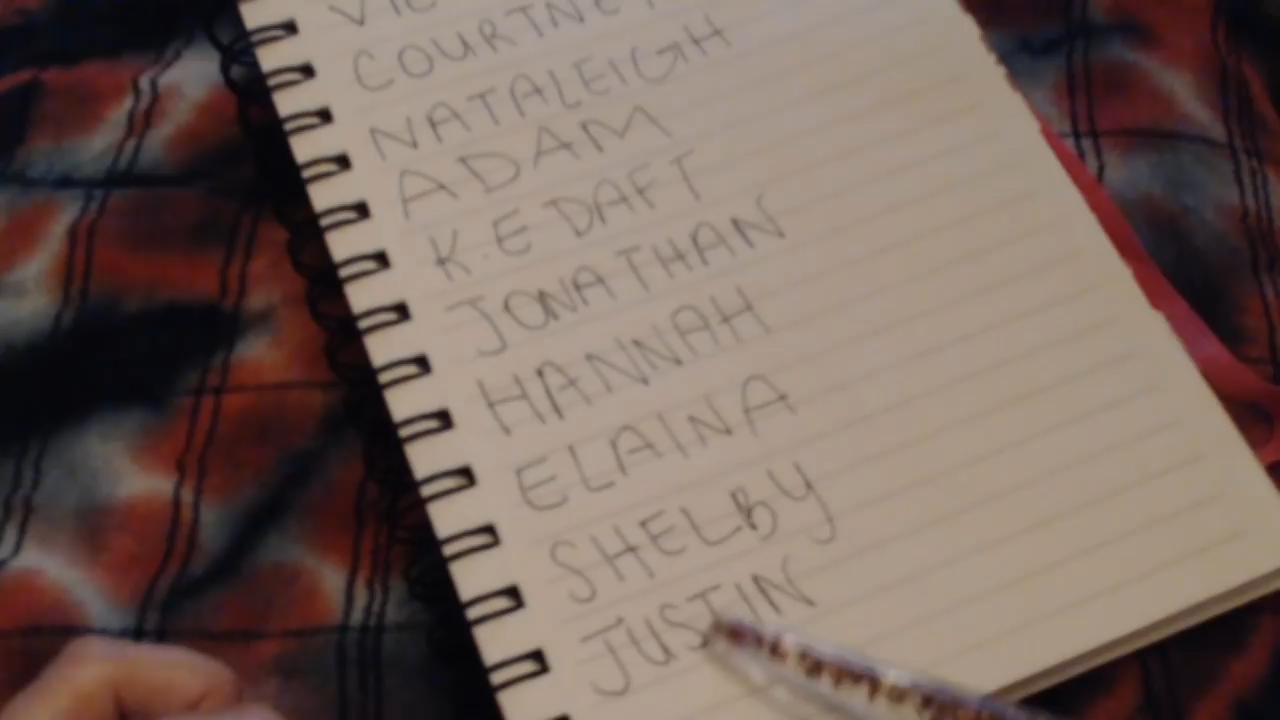 COURTNEY
NATALEIGH
ADAM
K.E DAFT
JONATHAN
HANNAH
ELAINA
SHELBY
JUSTIN